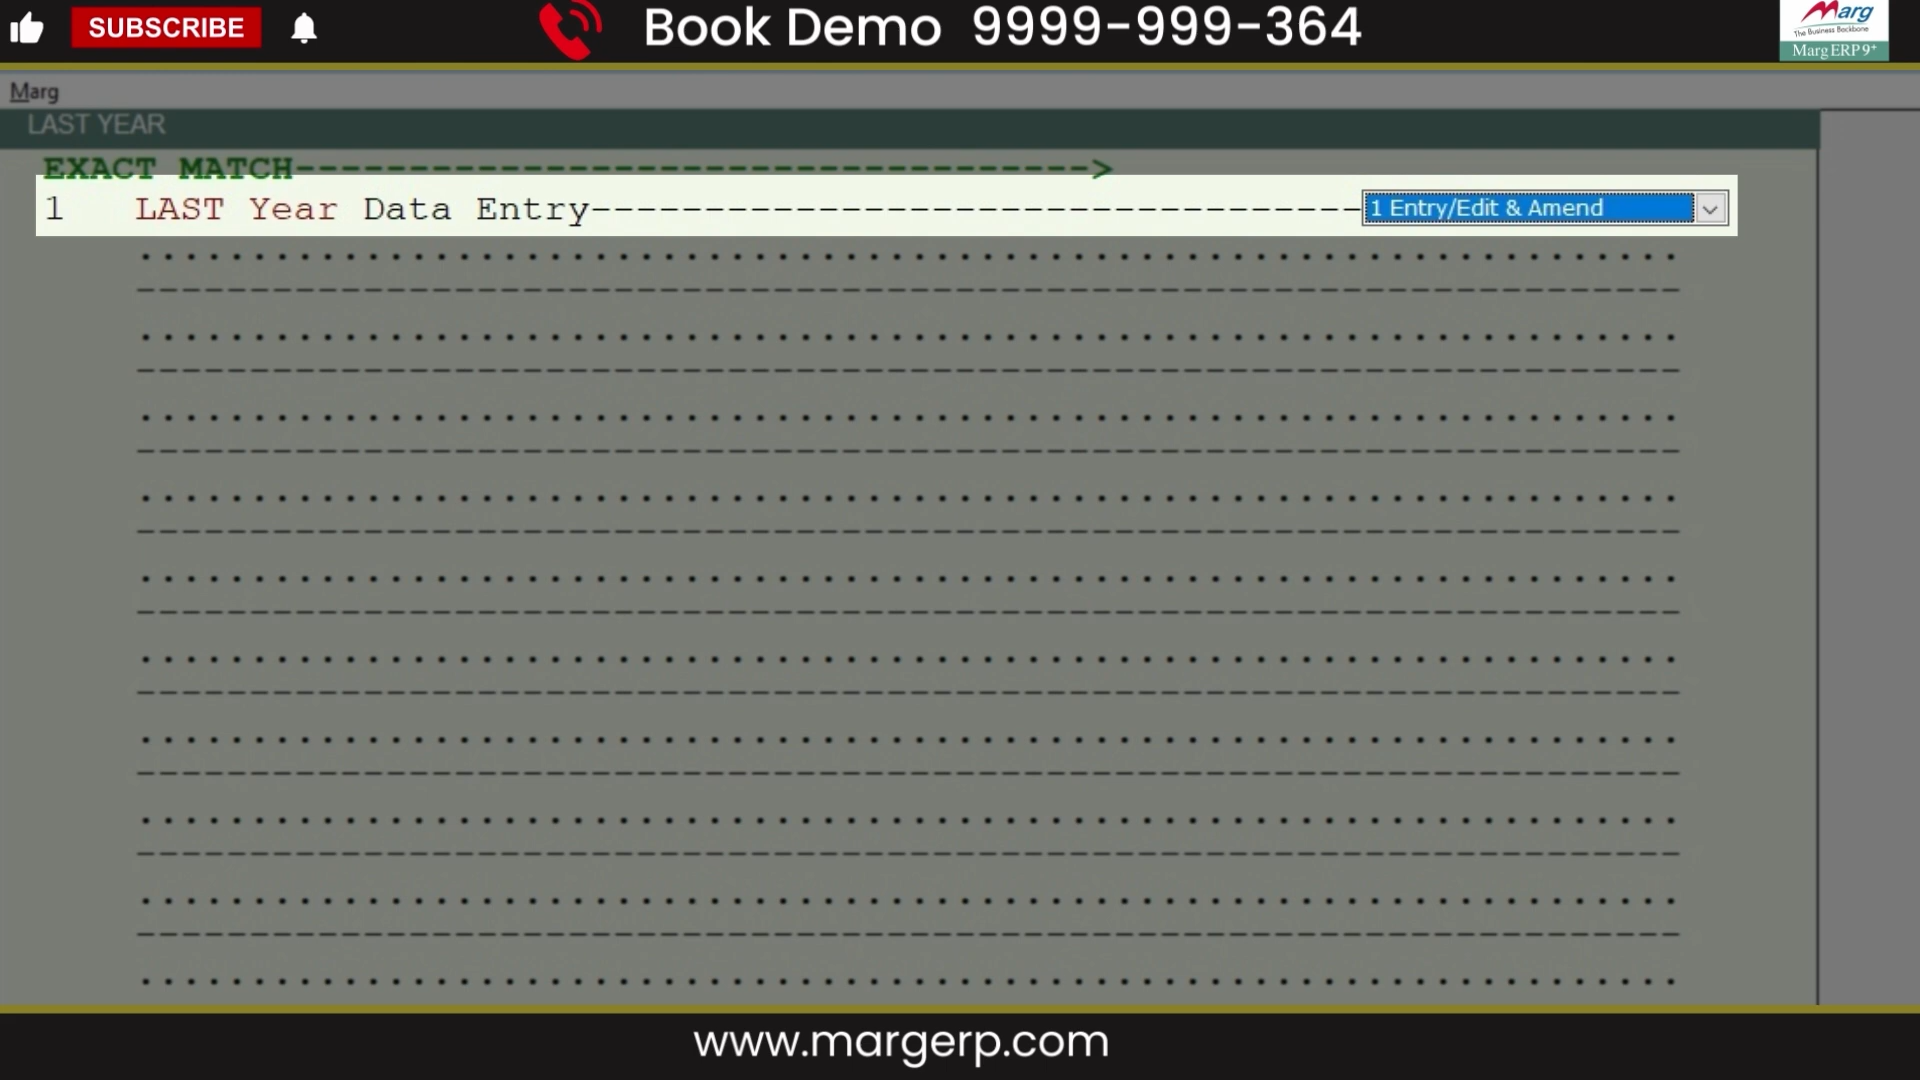 SUBSCRIBE
Book Demo 9999-999-364
Marg
The Business Backbone
Marg ERP 9+
Marg
LAST YEAR
EXACT MATCH----------------------------------->
1 LAST Year Data Entry---------------------------------- 1 Entry/Edit & Amend
www.margerp.com